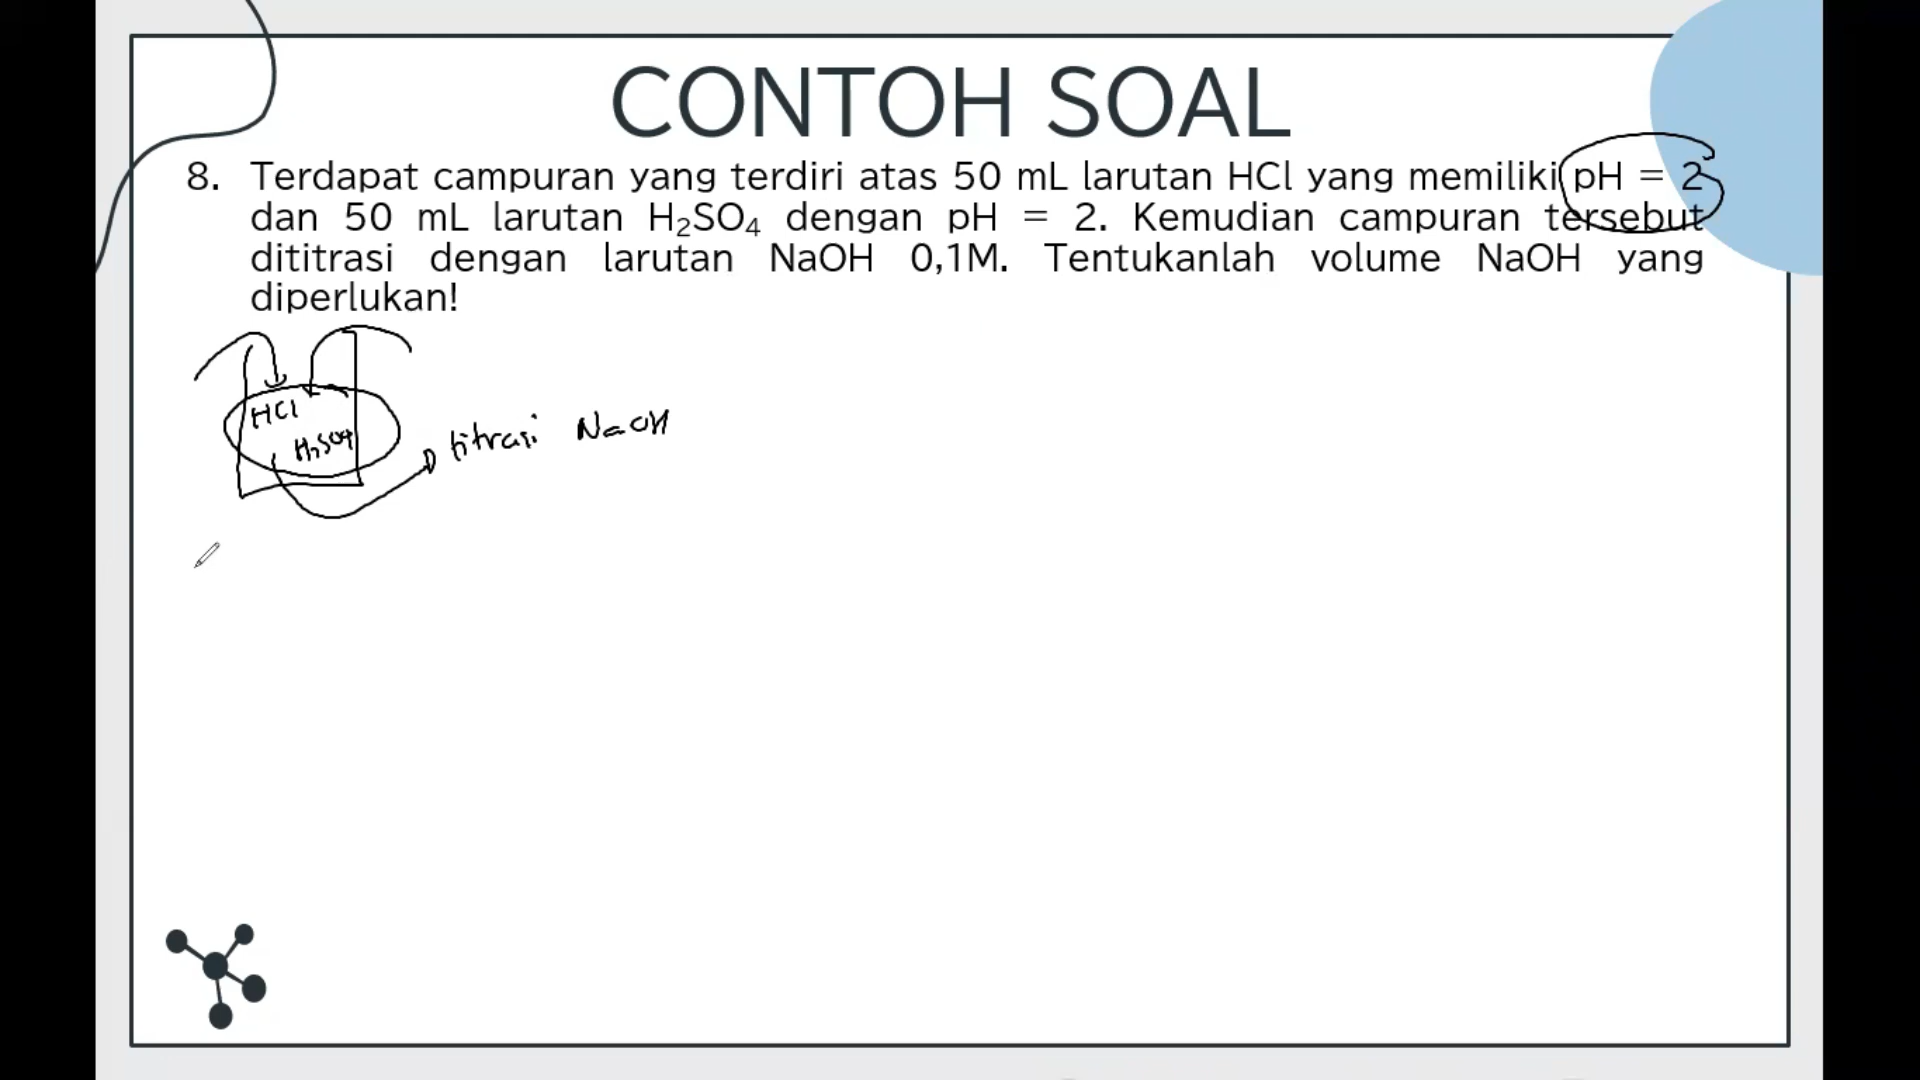 CONTOH SOAL
8. Terdapat campuran yang terdiri atas 50 mL larutan HCl yang memiliki pH = 2
dan 50 mL larutan H₂SO₄ dengan pH = 2. Kemudian campuran tersebut
dititrasi dengan larutan NaOH 0,1M. Tentukanlah volume NaOH yang
diperlukan!
HCl
H₂SO₄
titrasi NaOH